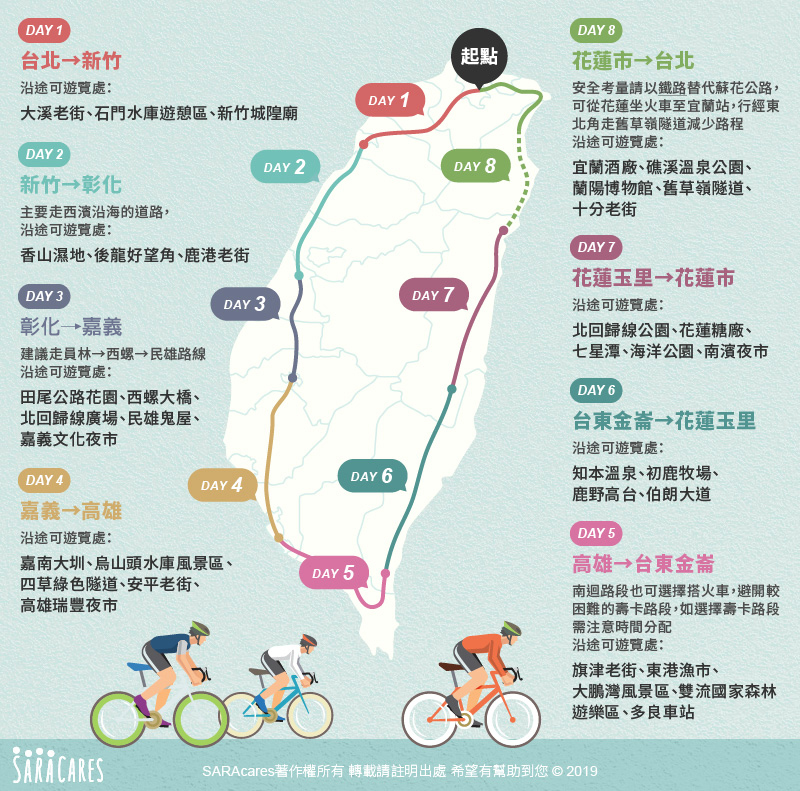 DAY 1
台北→新竹
沿途可遊覽處:
大溪老街、石門水庫遊憩區、新竹城隍廟
DAY 2
新竹→彰化
主要走西濱沿海的道路,
沿途可遊覽處:
香山濕地、後龍好望角、鹿港老街
DAY 3
彰化→嘉義
建議走員林→西螺→民雄路線
沿途可遊覽處:
田尾公路花園、西螺大橋、
北回歸線廣場、民雄鬼屋、
嘉義文化夜市
DAY 4
嘉義→高雄
沿途可遊覽處:
嘉南大圳、烏山頭水庫風景區、
四草綠色隧道、安平老街、
高雄瑞豐夜市
起點
DAY 1
DAY 2
DAY 8
DAY 3
DAY 7
DAY 4
DAY 6
DAY 5
DAY 8
花蓮市→台北
安全考量請以鐵路替代蘇花公路,
可從花蓮坐火車至宜蘭站,行經東
北角走舊草嶺隧道減少路程
沿途可遊覽處:
宜蘭酒廠、礁溪溫泉公園、
蘭陽博物館、舊草嶺隧道、
十分老街
DAY 7
花蓮玉里→花蓮市
沿途可遊覽處:
北回歸線公園、花蓮糖廠、
七星潭、海洋公園、南濱夜市
DAY 6
台東金崙→花蓮玉里
沿途可遊覽處:
知本溫泉、初鹿牧場、
鹿野高台、伯朗大道
DAY 5
高雄→台東金崙
南迴路段也可選擇搭火車,避開較
困難的壽卡路段,如選擇壽卡路段
需注意時間分配
沿途可遊覽處:
旗津老街、東港漁市、
大鵬灣風景區、雙流國家森林
遊樂區、多良車站
SARACARES
SARAcares著作權所有 轉載請註明出處 希望有幫助到您 © 2019